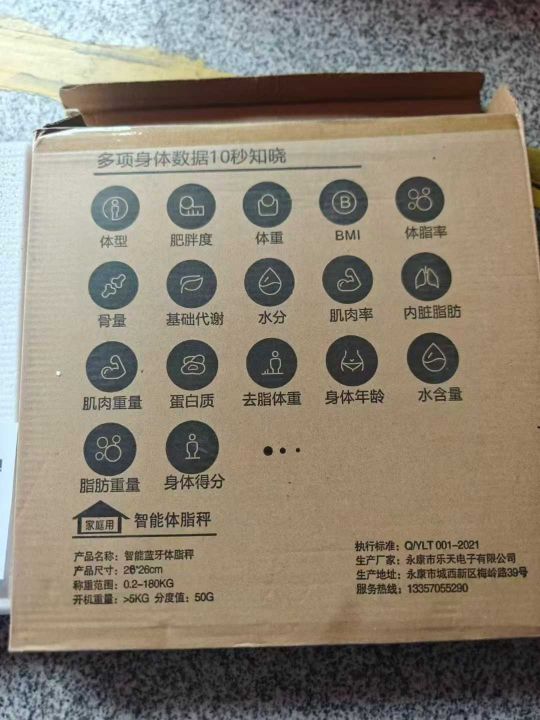 多项身体数据10秒知晓
体型 肥胖度 体重 BMI 体脂率
骨量 基础代谢 水分 肌肉率 内脏脂肪
肌肉重量 蛋白质 去脂体重 身体年龄 水含量
脂肪重量 身体得分
家庭用 智能体脂秤
产品名称：智能蓝牙体脂秤
产品尺寸：26*26cm
称重范围：0.2-180KG
开机重量：>5KG 分度值：50G
执行标准：Q/YLT 001-2021
生产厂家：永康市乐天电子有限公司
生产地址：永康市城西新区梅岭路39号
服务热线：13357055290